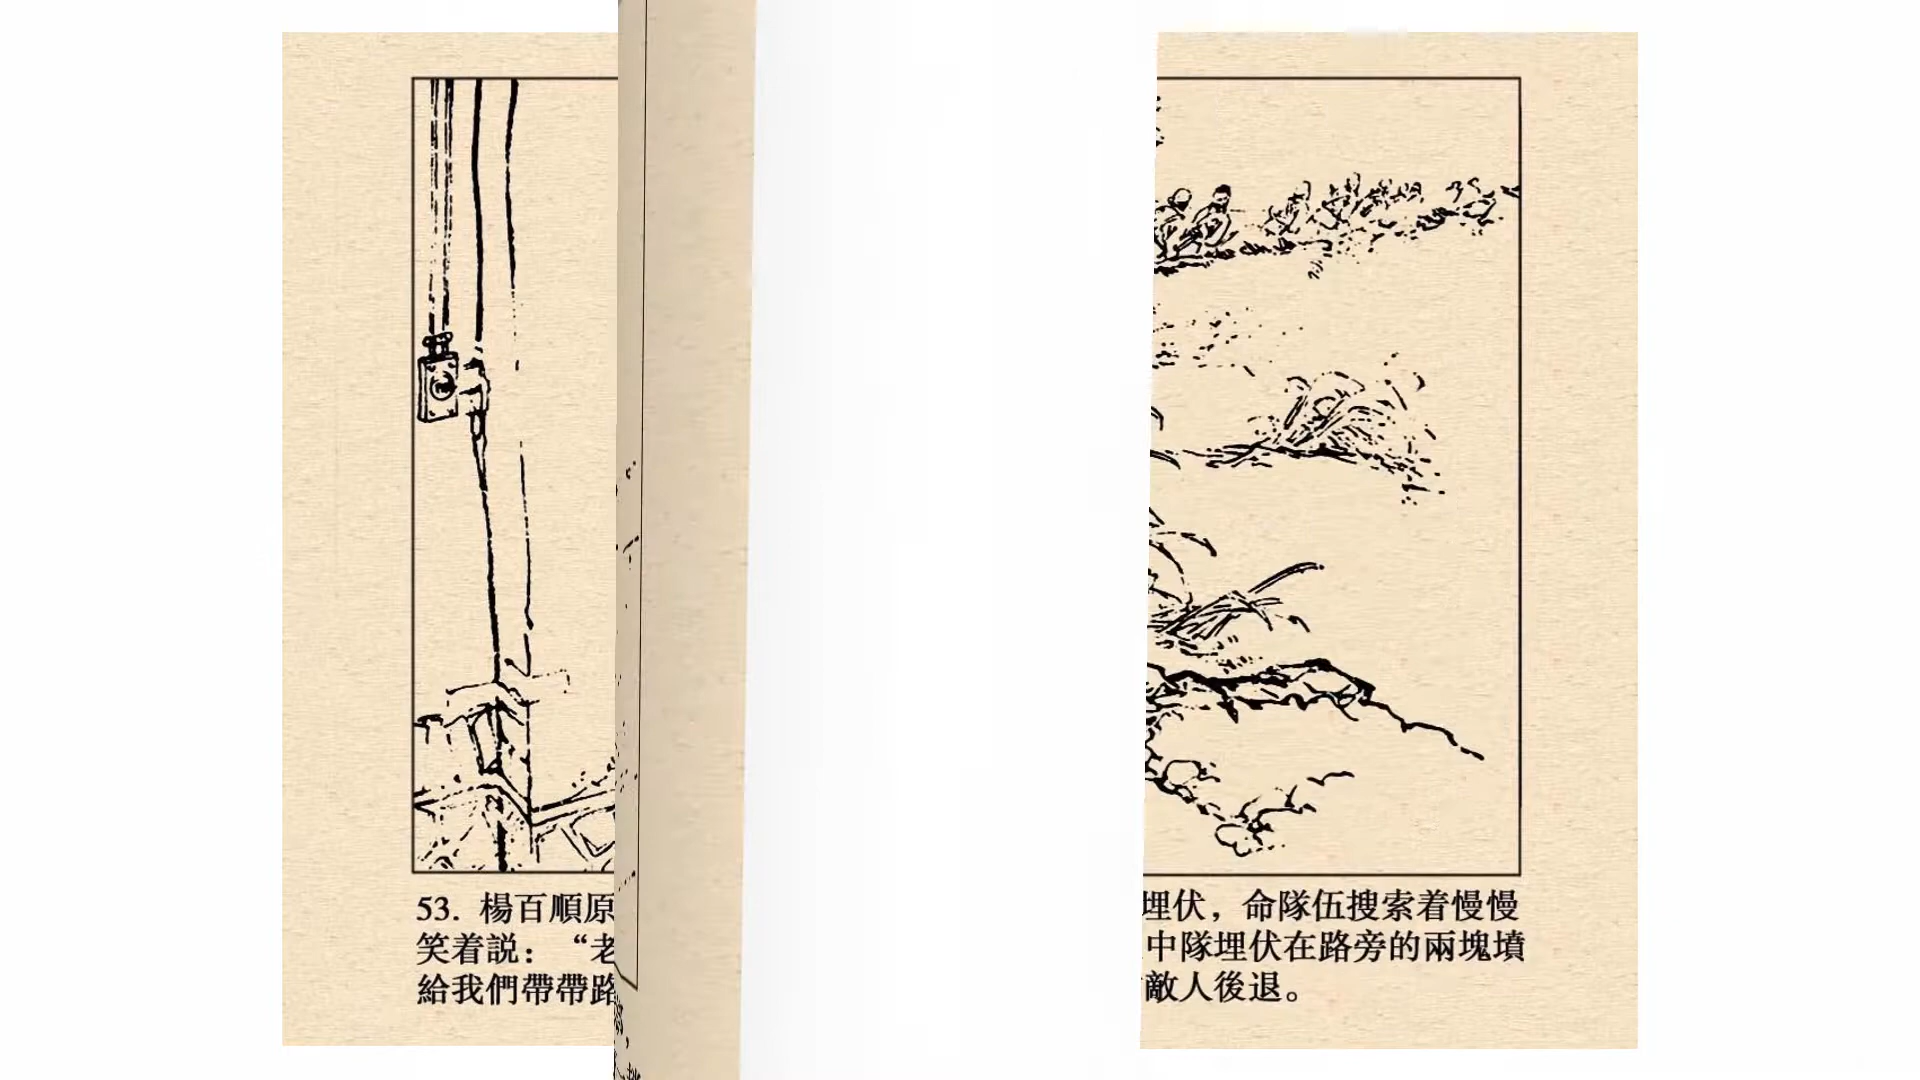 53. 楊百順原
笑着説：“老
給我們帶帶路
埋伏，命隊伍搜索着慢慢
中隊埋伏在路旁的兩塊墳
敵人後退。